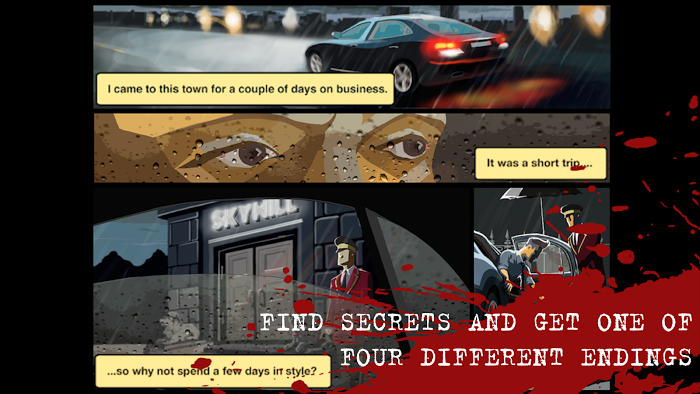 I came to this town for a couple of days on business.
It was a short trip....
SKYHILL
...so why not spend a few days in style?
FIND SECRETS AND GET ONE OF
FOUR DIFFERENT ENDINGS